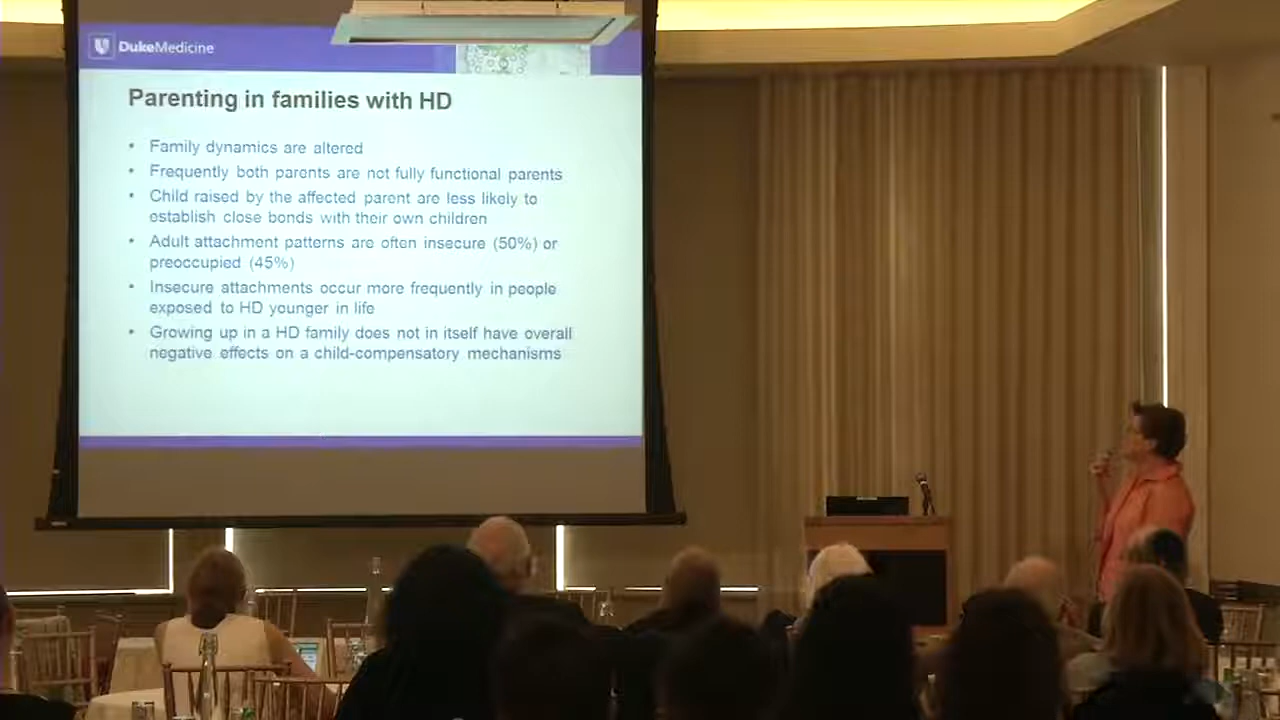 DukeMedicine
Parenting in families with HD
• Family dynamics are altered
• Frequently both parents are not fully functional parents
• Child raised by the affected parent are less likely to
establish close bonds with their own children
• Adult attachment patterns are often insecure (50%) or
preoccupied (45%)
• Insecure attachments occur more frequently in people
exposed to HD younger in life
• Growing up in a HD family does not in itself have overall
negative effects on a child-compensatory mechanisms